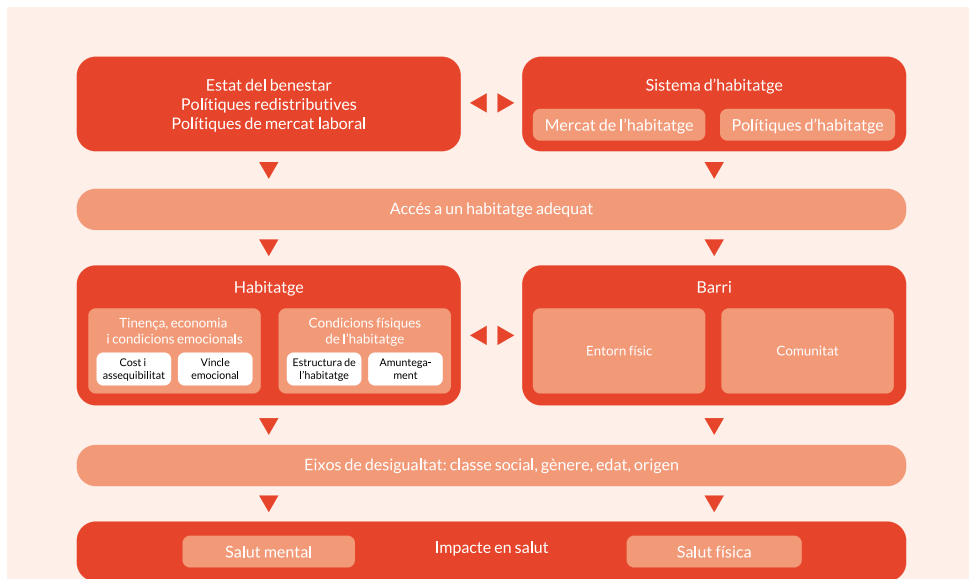 Estat del benestar
Polítiques redistributives
Polítiques de mercat laboral
Sistema d’habitatge
Mercat de l’habitatge
Polítiques d’habitatge
Accés a un habitatge adequat
Habitatge
Tinença, economia
i condicions emocionals
Cost i
assequibilitat
Vincle
emocional
Condicions físiques
de l’habitatge
Estructura de
l’habitatge
Amuntega-
ment
Barri
Entorn físic
Comunitat
Eixos de desigualtat: classe social, gènere, edat, origen
Salut mental
Impacte en salut
Salut física